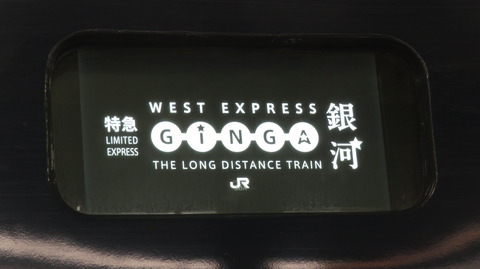 特急
LIMITED
EXPRESS
WEST EXPRESS
GiNGA
THE LONG DISTANCE TRAIN
JR
銀河